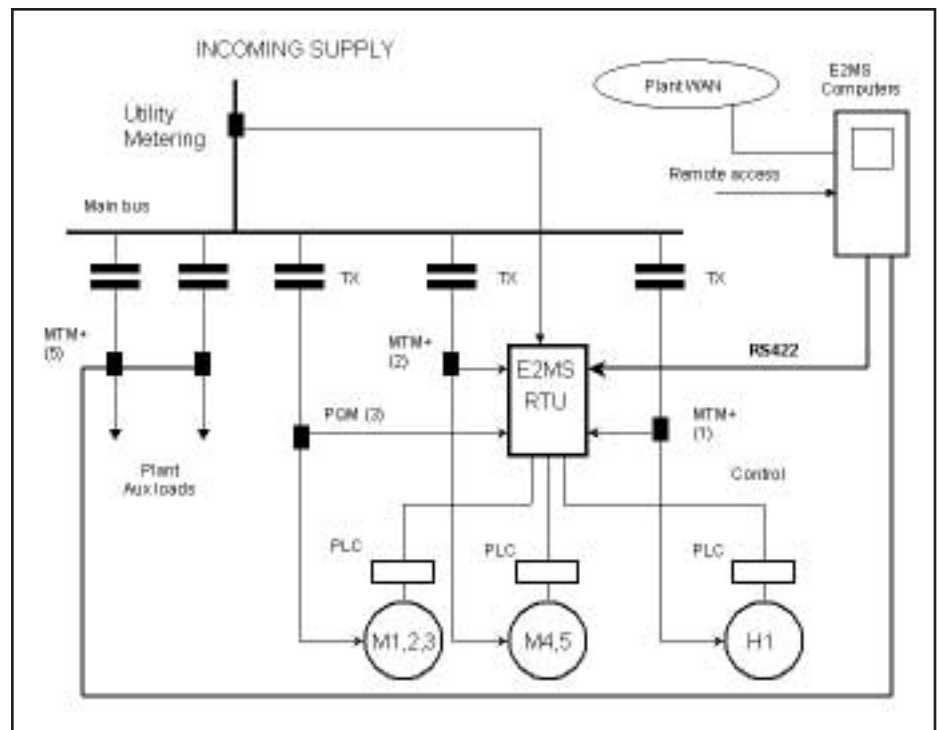 INCOMING SUPPLY
E2MS
Computers
Plant WAN
Utility
Metering
Remote access
Main bus
TX
TX
TX
MTM+
(5)
MTM+
(2)
RS422
E2MS
RTU
PQM (3)
MTM+
(1)
Plant
Aux loads
Control
PLC
PLC
PLC
M1,2,3
M4,5
H1